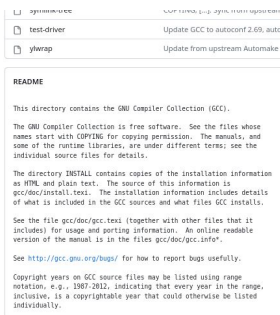 symlink-tree COPYING, [...]: Sync from upstream
test-driver Update GCC to autoconf 2.69, auto
ylwrap Update from upstream Automake
README
This directory contains the GNU Compiler Collection (GCC).
The GNU Compiler Collection is free software.  See the files whose
names start with COPYING for copying permission.  The manuals, and
some of the runtime libraries, are under different terms; see the
individual source files for details.
The directory INSTALL contains copies of the installation information
as HTML and plain text.  The source of this information is
gcc/doc/install.texi.  The installation information includes details
of what is included in the GCC sources and what files GCC installs.
See the file gcc/doc/gcc.texi (together with other files that it
includes) for usage and porting information.  An online readable
version of the manual is in the files gcc/doc/gcc.info*.
See http://gcc.gnu.org/bugs/ for how to report bugs usefully.
Copyright years on GCC source files may be listed using range
notation, e.g., 1987-2012, indicating that every year in the range,
inclusive, is a copyrightable year that could otherwise be listed
individually.